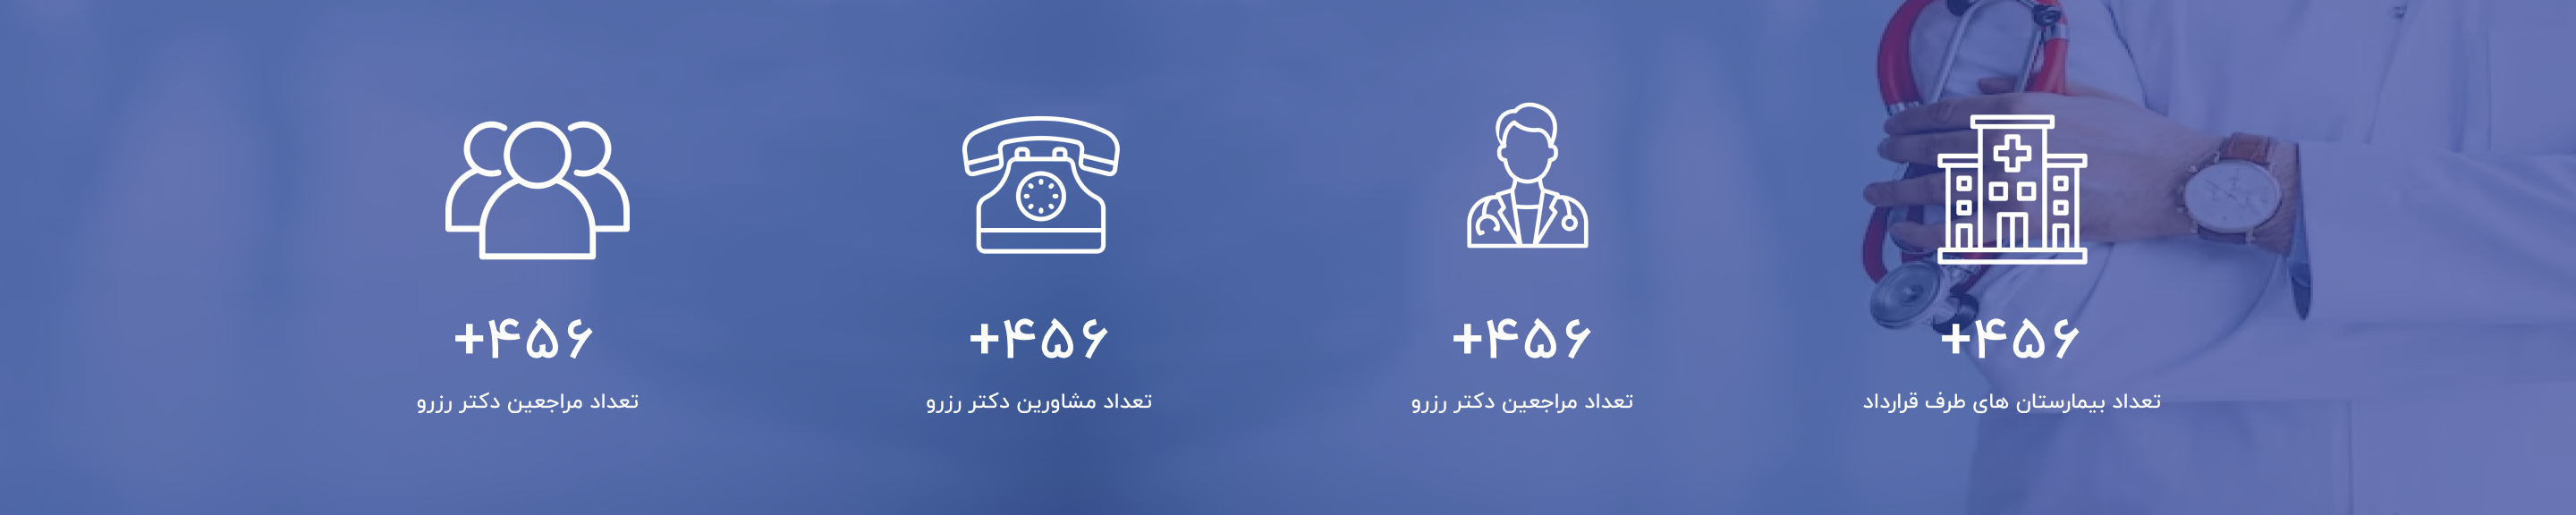 +۴۵۶
تعداد بیمارستان های طرف قرارداد
+۴۵۶
تعداد مراجعین دکتر رزرو
+۴۵۶
تعداد مشاورین دکتر رزرو
+۴۵۶
تعداد مراجعین دکتر رزرو